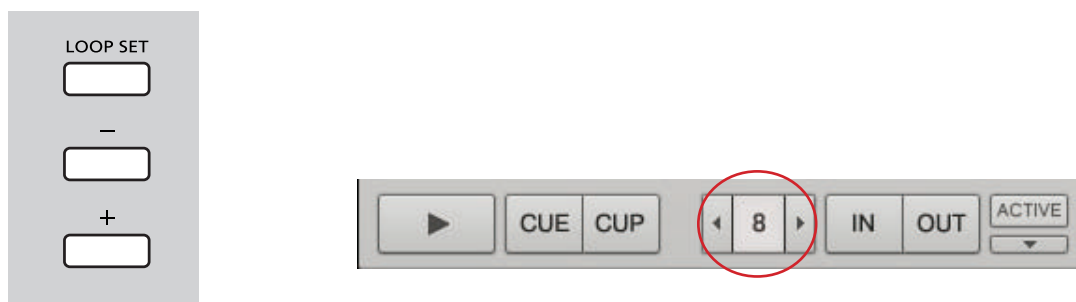 LOOP SET
−
+
CUE CUP 8 IN OUT ACTIVE